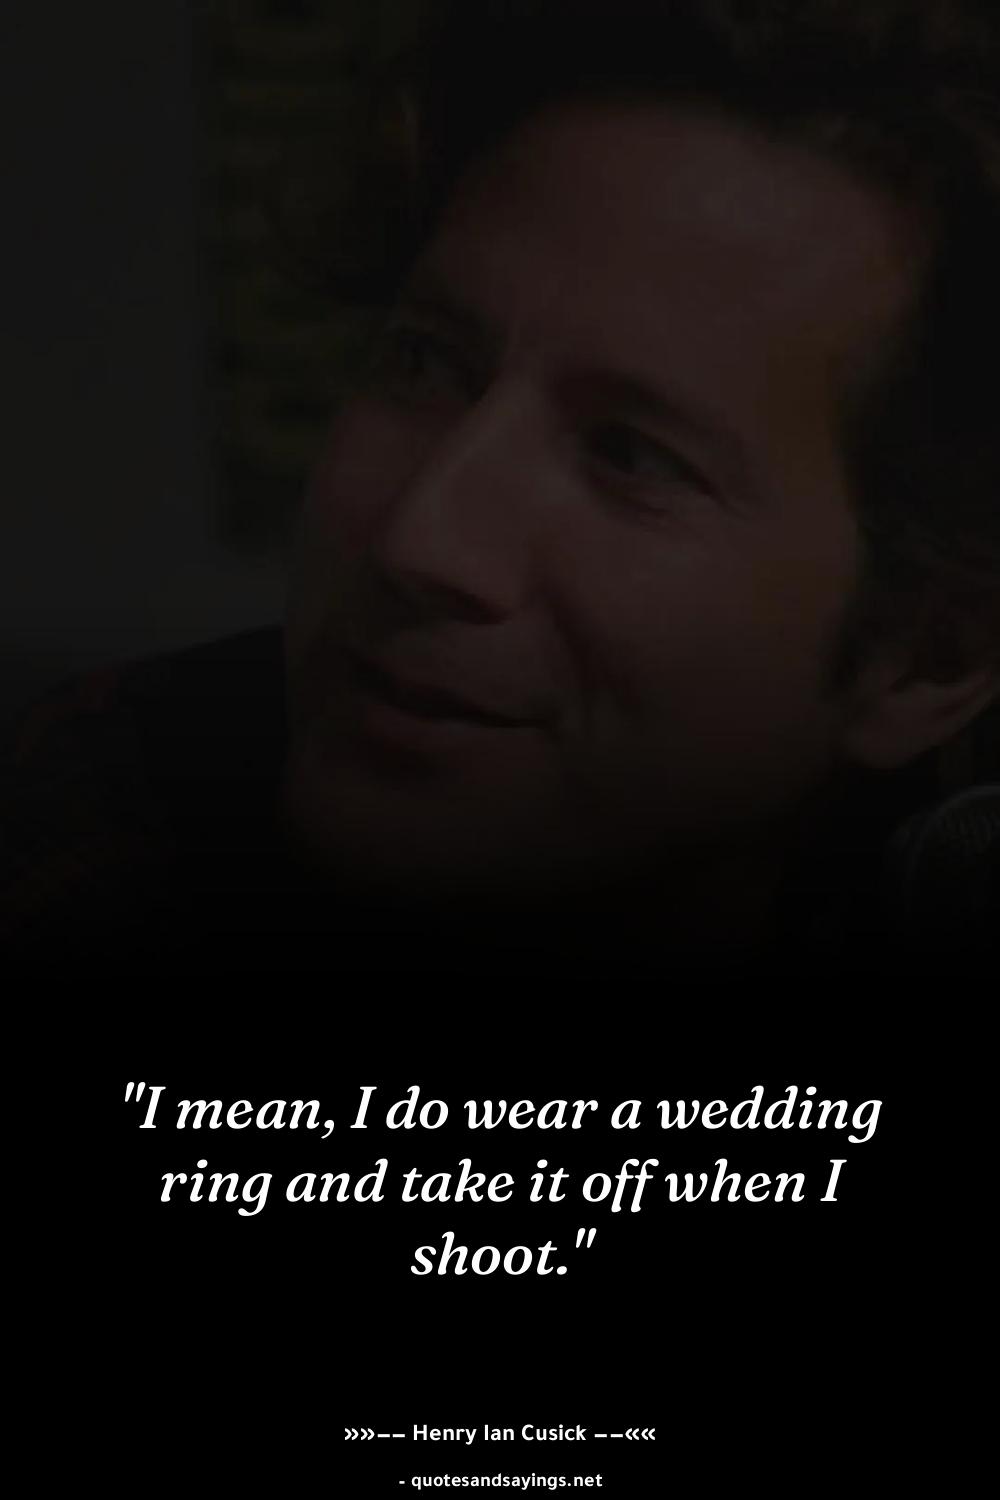 "I mean, I do wear a wedding
ring and take it off when I
shoot."
»»−− Henry Ian Cusick −−««
- quotesandsayings.net